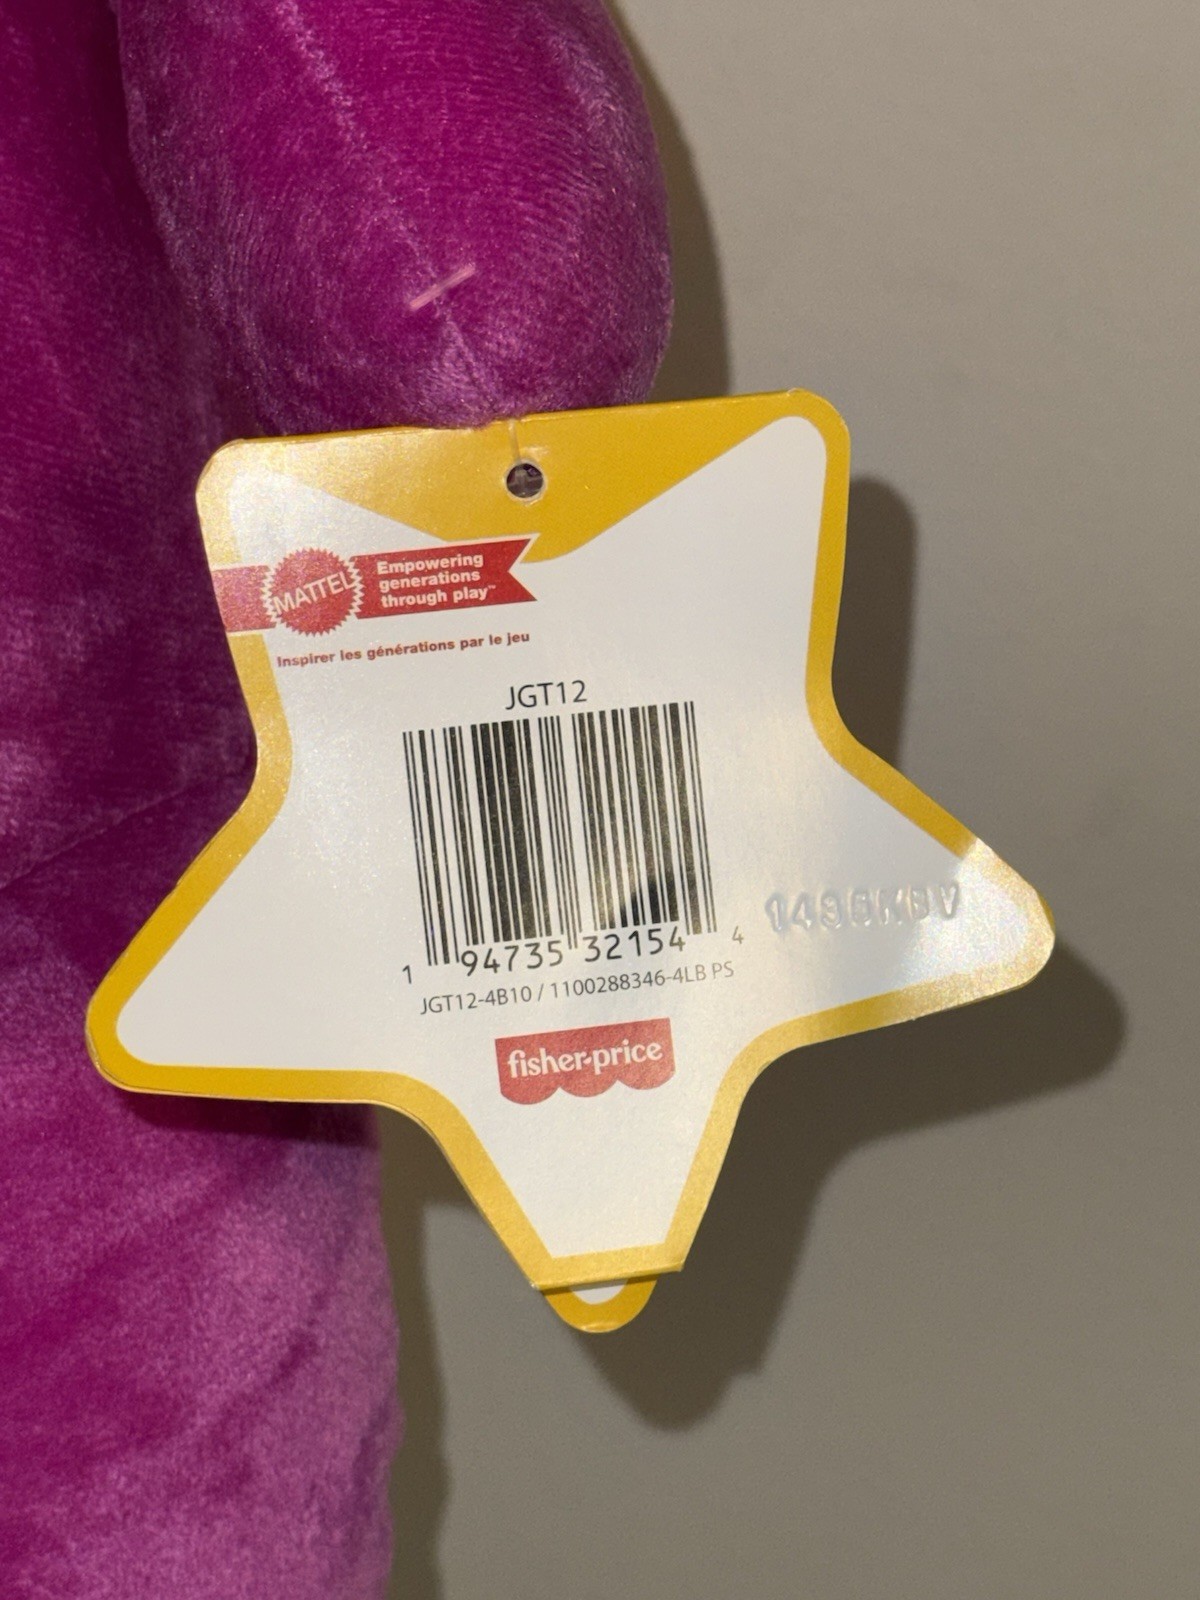 MATTEL
Empowering
generations
through play™
Inspirer les générations par le jeu
JGT12
1 94735 32154 4
1495KBV
JGT12-4B10 / 1100288346-4LB PS
fisher-price